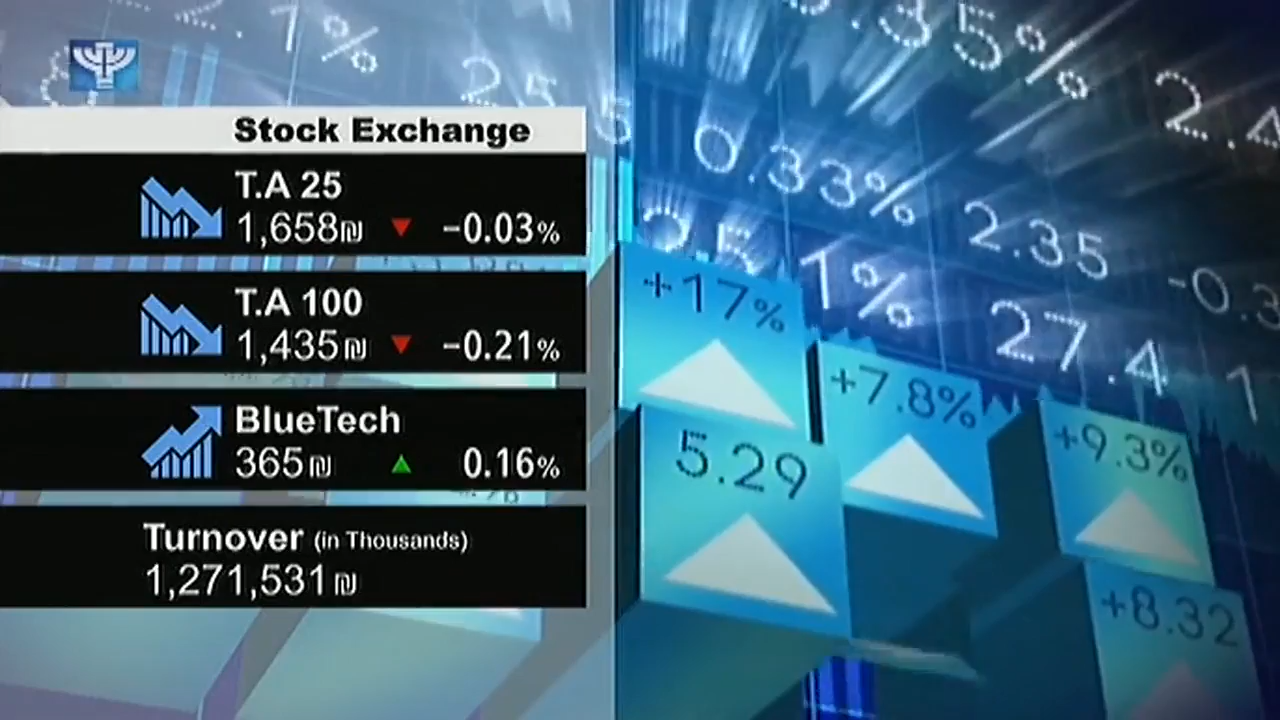 Stock Exchange
T.A 25
1,658₪ ▼ -0.03%
T.A 100
1,435₪ ▼ -0.21%
BlueTech
365₪ ▲ 0.16%
Turnover (in Thousands)
1,271,531₪
0.33% 2.35
27.4
+17%
+7.8%
+9.3%
5.29
+8.32